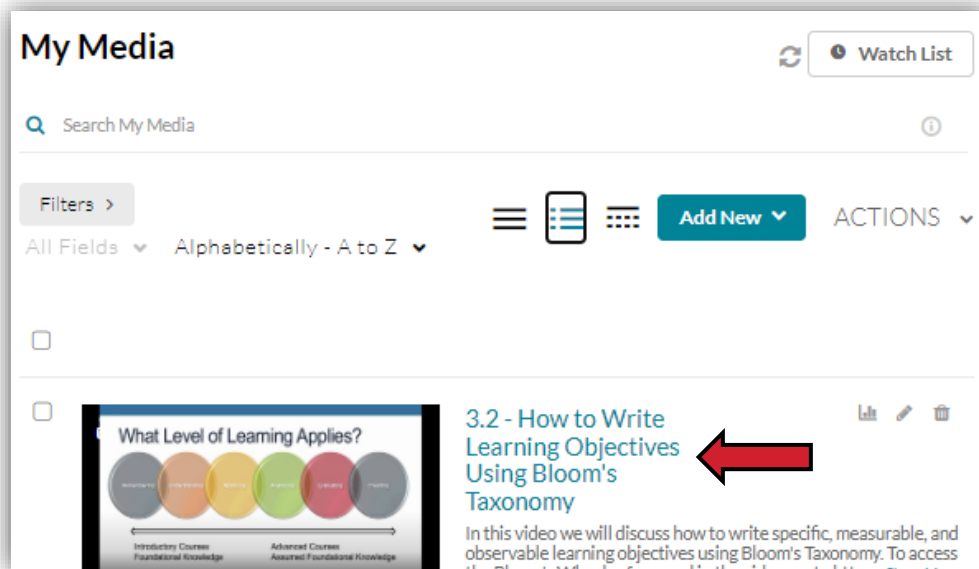 My Media
Watch List
Search My Media
Filters >
Add New
ACTIONS
All Fields
Alphabetically - A to Z
What Level of Learning Applies?
Introductory Courses
Foundational Knowledge
Advanced Courses
Assumed Foundational Knowledge
3.2 - How to Write
Learning Objectives
Using Bloom's
Taxonomy
In this video we will discuss how to write specific, measurable, and
observable learning objectives using Bloom's Taxonomy. To access